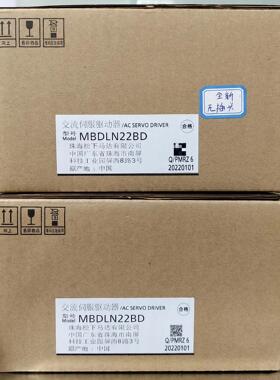 全新
无插头
交流伺服驱动器/AC SERVO DRIVER
型号
Model MBDLN22BD
合格
珠海松下马达有限公司
中国广东省珠海市南屏
科技工业园屏西8路3号
原产地：中国
Q/PMRZ 6
20220101
交流伺服驱动器/AC SERVO DRIVER
型号
Model MBDLN22BD
合格
珠海松下马达有限公司
中国广东省珠海市南屏
科技工业园屏西8路3号
原产地：中国
Q/PMRZ 6
20220101